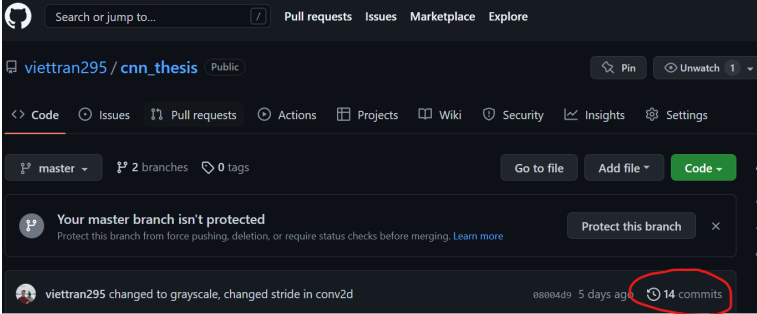 Search or jump to... / Pull requests Issues Marketplace Explore
viettran295 / cnn_thesis Public Pin Unwatch 1
<> Code Issues Pull requests Actions Projects Wiki Security Insights Settings
master 2 branches 0 tags Go to file Add file Code
Your master branch isn't protected
Protect this branch from force pushing, deletion, or require status checks before merging. Learn more
Protect this branch ×
viettran295 changed to grayscale, changed stride in conv2d 08004d9 5 days ago 14 commits